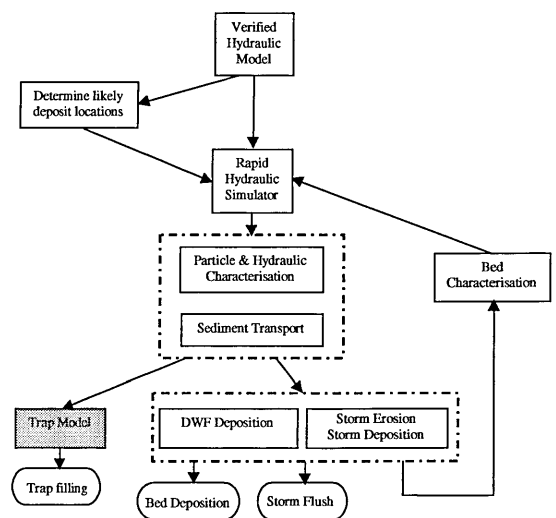 Verified
Hydraulic
Model
Determine likely
deposit locations
Rapid
Hydraulic
Simulator
Particle & Hydraulic
Characterisation
Bed
Characterisation
Sediment Transport
Trap Model
DWF Deposition
Storm Erosion
Storm Deposition
Trap filling
Bed Deposition
Storm Flush